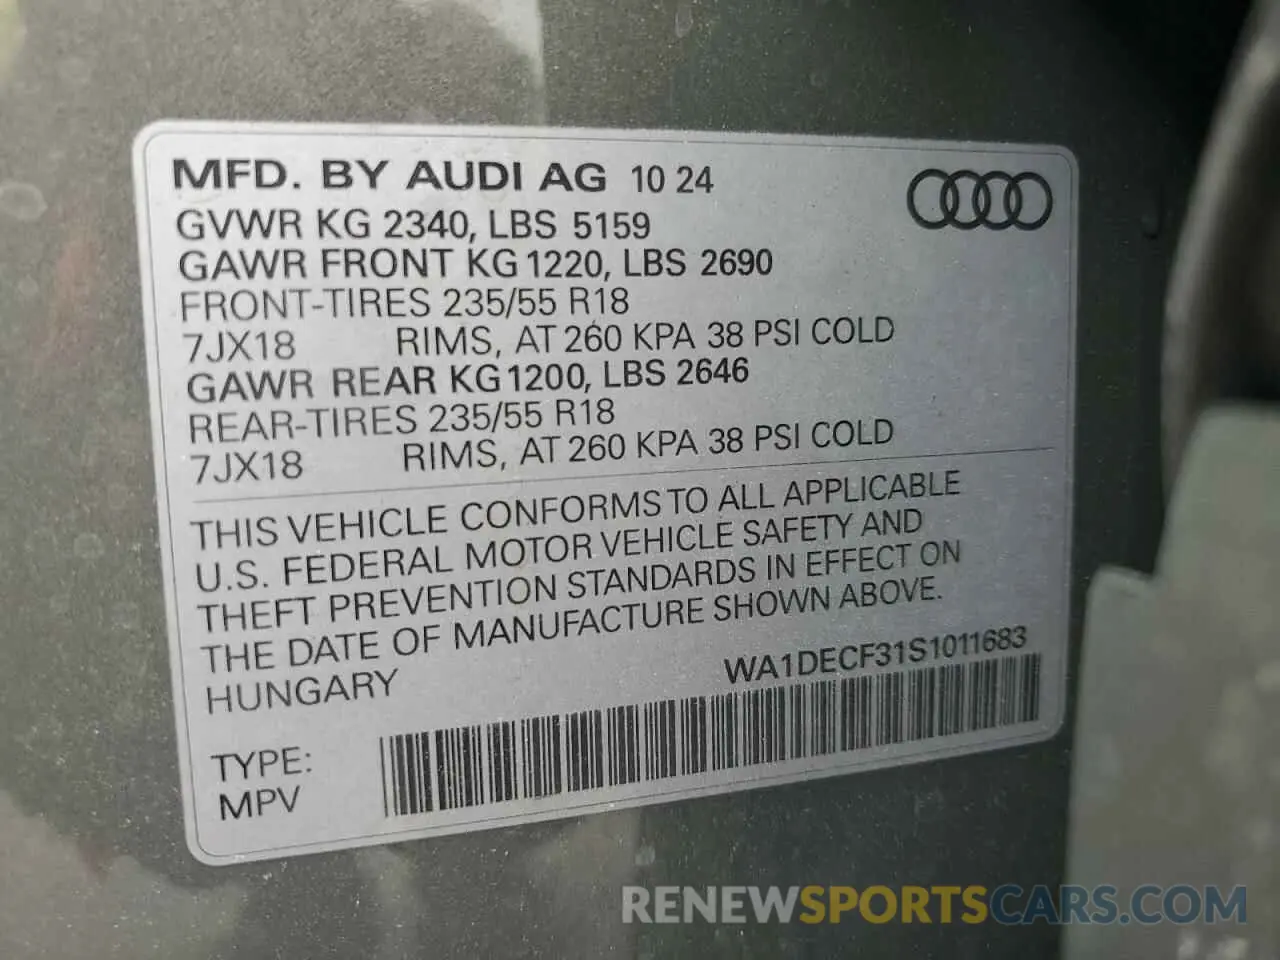 MFD. BY AUDI AG 10 24
GVWR KG 2340, LBS 5159
GAWR FRONT KG 1220, LBS 2690
FRONT-TIRES 235/55 R18
7JX18 RIMS, AT 260 KPA 38 PSI COLD
GAWR REAR KG 1200, LBS 2646
REAR-TIRES 235/55 R18
7JX18 RIMS, AT 260 KPA 38 PSI COLD
THIS VEHICLE CONFORMS TO ALL APPLICABLE
U.S. FEDERAL MOTOR VEHICLE SAFETY AND
THEFT PREVENTION STANDARDS IN EFFECT ON
THE DATE OF MANUFACTURE SHOWN ABOVE.
HUNGARY WA1DECF31S1011683
TYPE:
MPV
RENEWSPORTSCARS.COM